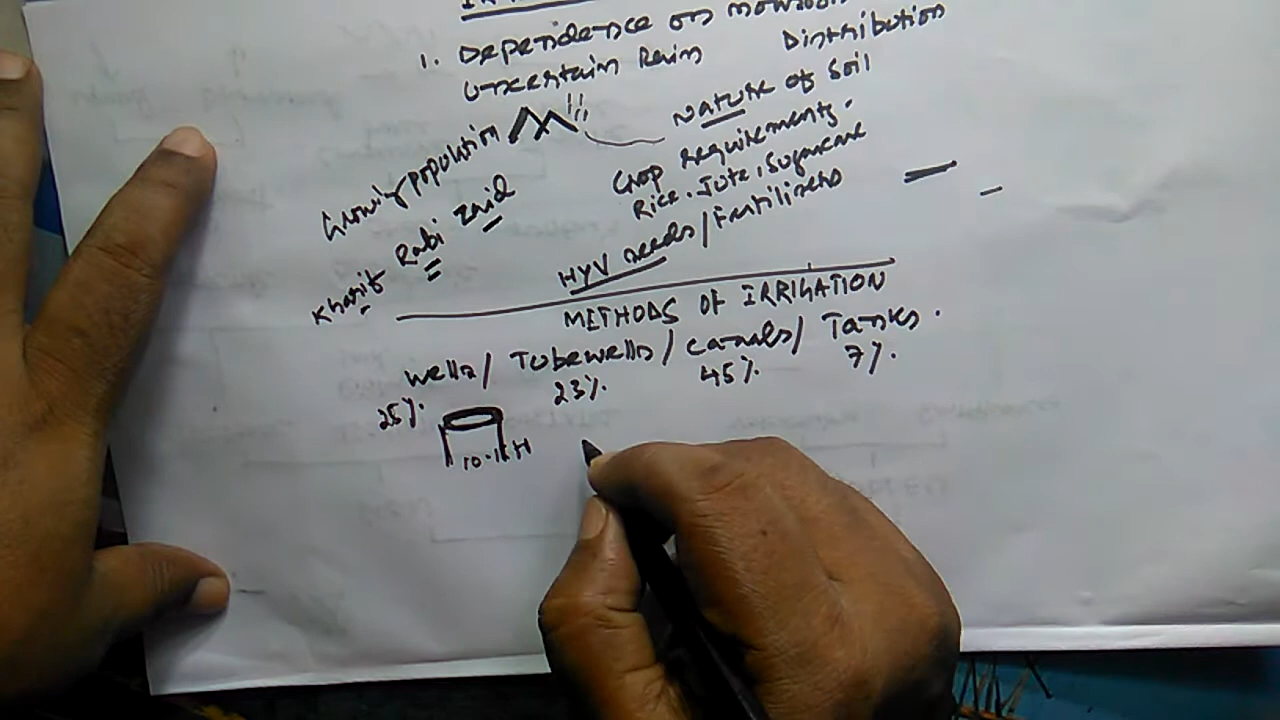 1. Dependence on monsoon
Uncertain Rain Distribution
Growing population
Nature of Soil
Crop Requirements.
Rice, Jute, Sugarcane
HYV seeds/Fertilizers
Kharif Rabi Zaid
METHODS OF IRRIGATION
Wells/ Tubewells/ canals/ Tanks.
25%. 23%. 45%. 7%.